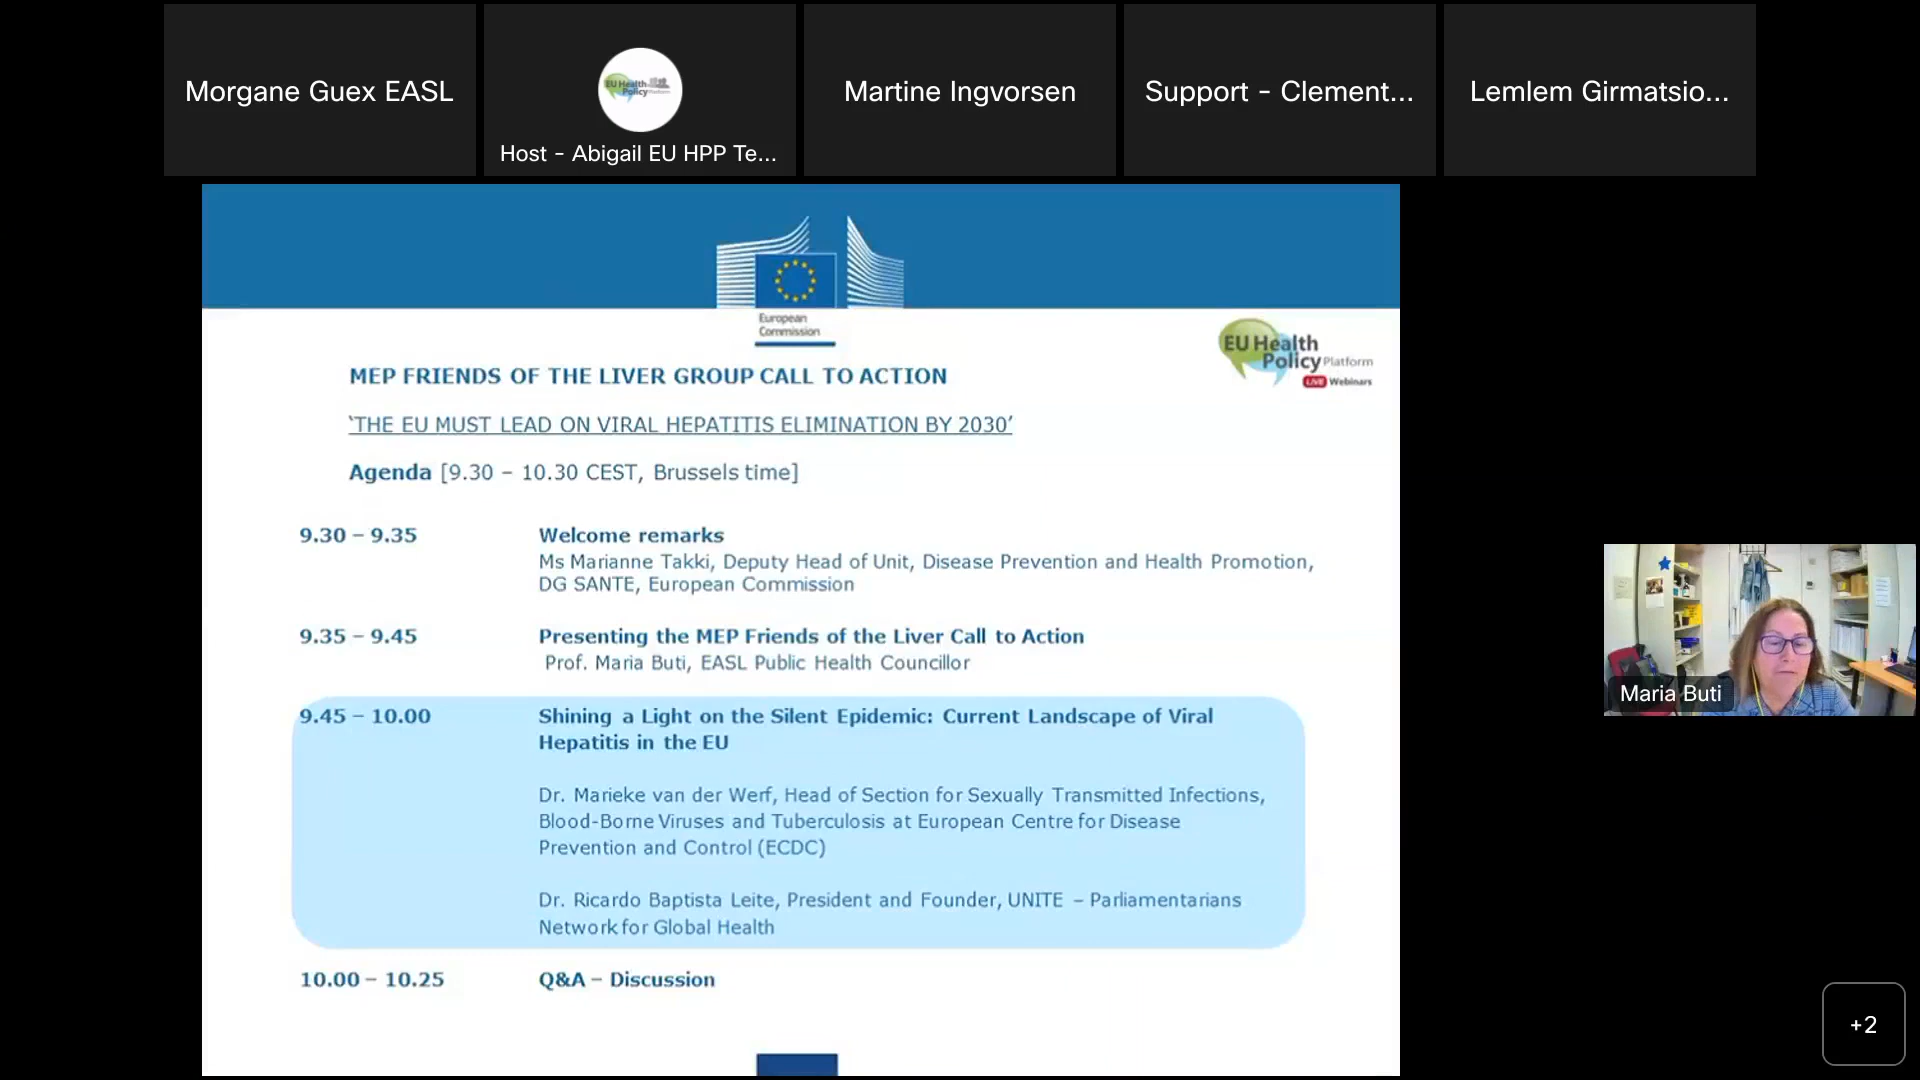 Morgane Guex EASL
EU Health
Policy Platform
Host - Abigail EU HPP Te...
Martine Ingvorsen
Support - Clement...
Lemlem Girmatsio...
European
Commission
EU Health
Policy Platform
LIVE Webinars
MEP FRIENDS OF THE LIVER GROUP CALL TO ACTION
‘THE EU MUST LEAD ON VIRAL HEPATITIS ELIMINATION BY 2030’
Agenda [9.30 – 10.30 CEST, Brussels time]
9.30 – 9.35 Welcome remarks
Ms Marianne Takki, Deputy Head of Unit, Disease Prevention and Health Promotion,
DG SANTE, European Commission
9.35 – 9.45 Presenting the MEP Friends of the Liver Call to Action
Prof. Maria Buti, EASL Public Health Councillor
9.45 – 10.00 Shining a Light on the Silent Epidemic: Current Landscape of Viral
Hepatitis in the EU
Dr. Marieke van der Werf, Head of Section for Sexually Transmitted Infections,
Blood-Borne Viruses and Tuberculosis at European Centre for Disease
Prevention and Control (ECDC)
Dr. Ricardo Baptista Leite, President and Founder, UNITE – Parliamentarians
Network for Global Health
10.00 – 10.25 Q&A – Discussion
Maria Buti
+2